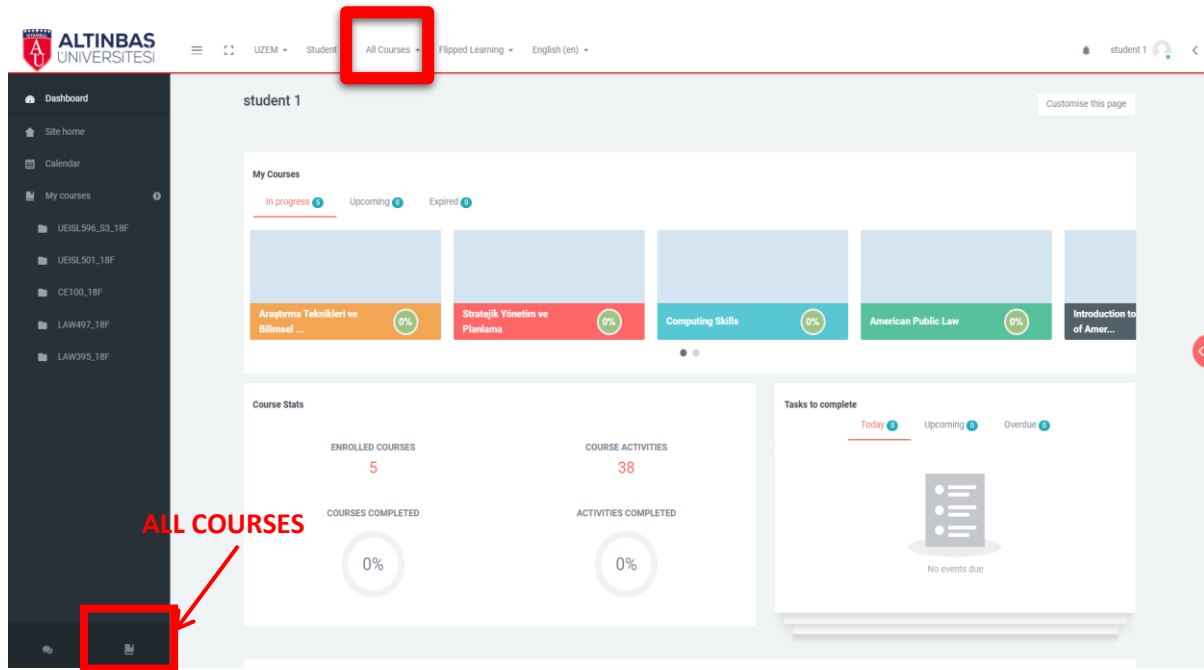 ALTINBAS
ÜNIVERSITESI
UZEM
Student
All Courses
Flipped Learning
English (en)
student 1
Dashboard
Site home
Calendar
My courses
UEISL596_S3_18F
UEISL501_18F
CE100_18F
LAW497_18F
LAW395_18F
student 1
Customise this page
My Courses
In progress 5
Upcoming 0
Expired 0
Araştırma Teknikleri ve
Bilimsel ...
0%
Stratejik Yönetim ve
Planlama
0%
Computing Skills
0%
American Public Law
0%
Introduction to
of Amer...
Course Stats
ENROLLED COURSES
5
COURSE ACTIVITIES
38
COURSES COMPLETED
0%
ACTIVITIES COMPLETED
0%
Tasks to complete
Today 0
Upcoming 0
Overdue 0
No events due
ALL COURSES